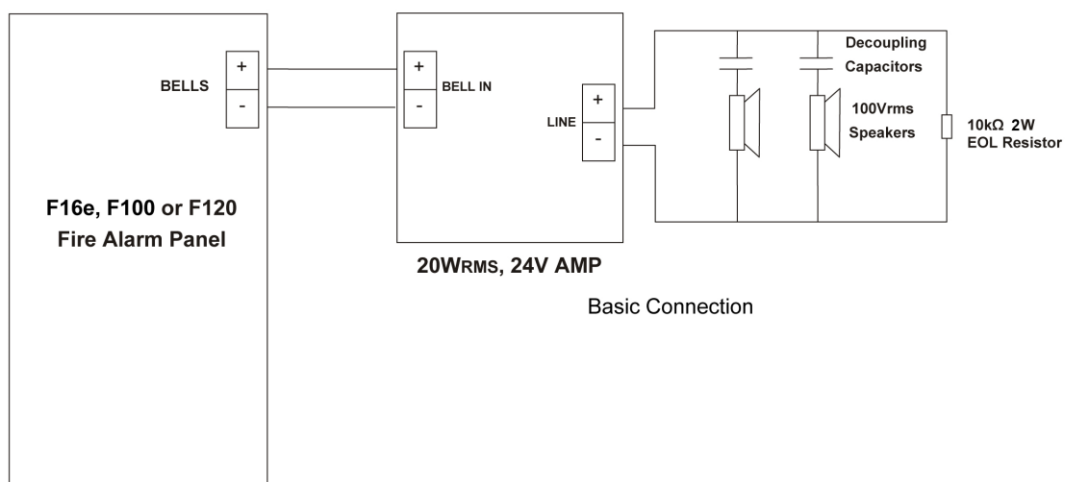 BELLS
+
-
F16e, F100 or F120
Fire Alarm Panel
+
-
BELL IN
LINE
+
-
20WRMS, 24V AMP
Decoupling
Capacitors
100Vrms
Speakers
10kΩ 2W
EOL Resistor
Basic Connection